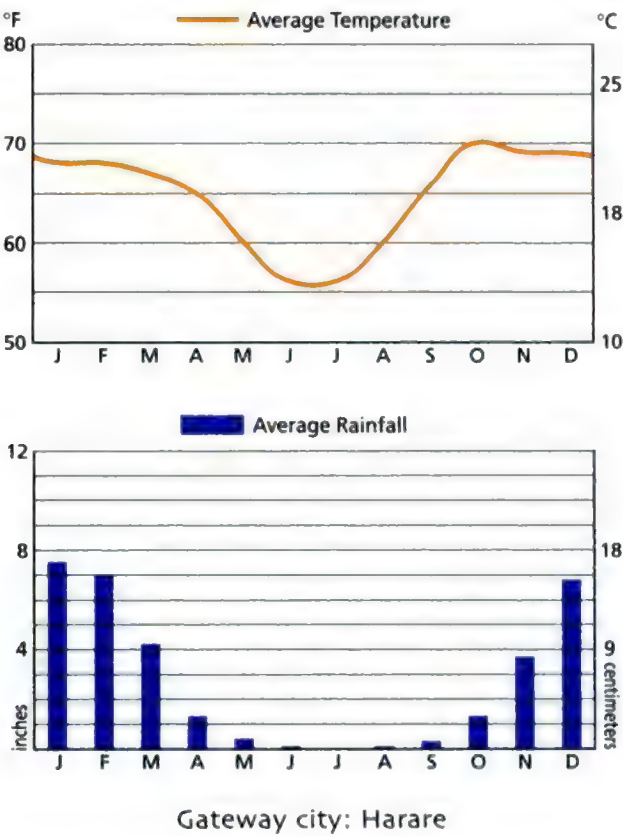 °F Average Temperature °C
80
25
70
18
60
50 10
J F M A M J J A S O N D
Average Rainfall
12
8 18
4 9
inches centimeters
J F M A M J J A S O N D
Gateway city: Harare